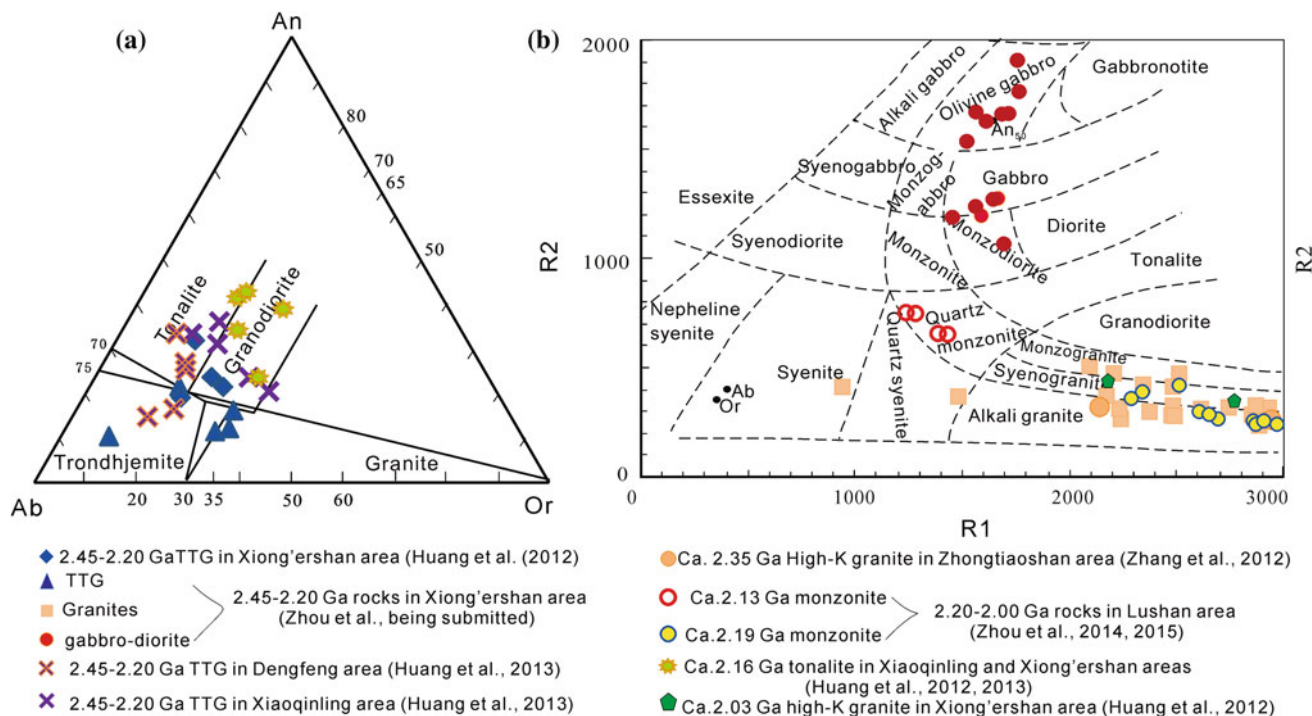 (a)
An
80
70
65
50
70
75
Tonalite
Granodiorite
Trondhjemite
Granite
Ab
20
30
35
50
60
Or
(b)
2000
1000
0
R2
R2
0
1000
2000
3000
R1
Alkali gabbro
Olivine gabbro
Gabbronotite
An50
Syenogabbro
Monzog-
abbro
Gabbro
Essexite
Syenodiorite
Monzonite
Monzodiorite
Diorite
Tonalite
Nepheline
syenite
Quartz syenite
Quartz
monzonite
Granodiorite
Monzogranite
Syenogranit
Syenite
Alkali granite
Ab
Or
2.45-2.20 GaTTG in Xiong'ershan area (Huang et al. (2012)
TTG
Granites
gabbro-diorite
2.45-2.20 Ga rocks in Xiong'ershan area
(Zhou et al., being submitted)
2.45-2.20 Ga TTG in Dengfeng area (Huang et al., 2013)
2.45-2.20 Ga TTG in Xiaoqinling area (Huang et al., 2013)
Ca. 2.35 Ga High-K granite in Zhongtiaoshan area (Zhang et al., 2012)
Ca.2.13 Ga monzonite
Ca.2.19 Ga monzonite
2.20-2.00 Ga rocks in Lushan area
(Zhou et al., 2014, 2015)
Ca.2.16 Ga tonalite in Xiaoqinling and Xiong'ershan areas
(Huang et al., 2012, 2013)
Ca.2.03 Ga high-K granite in Xiong'ershan area (Huang et al., 2012)